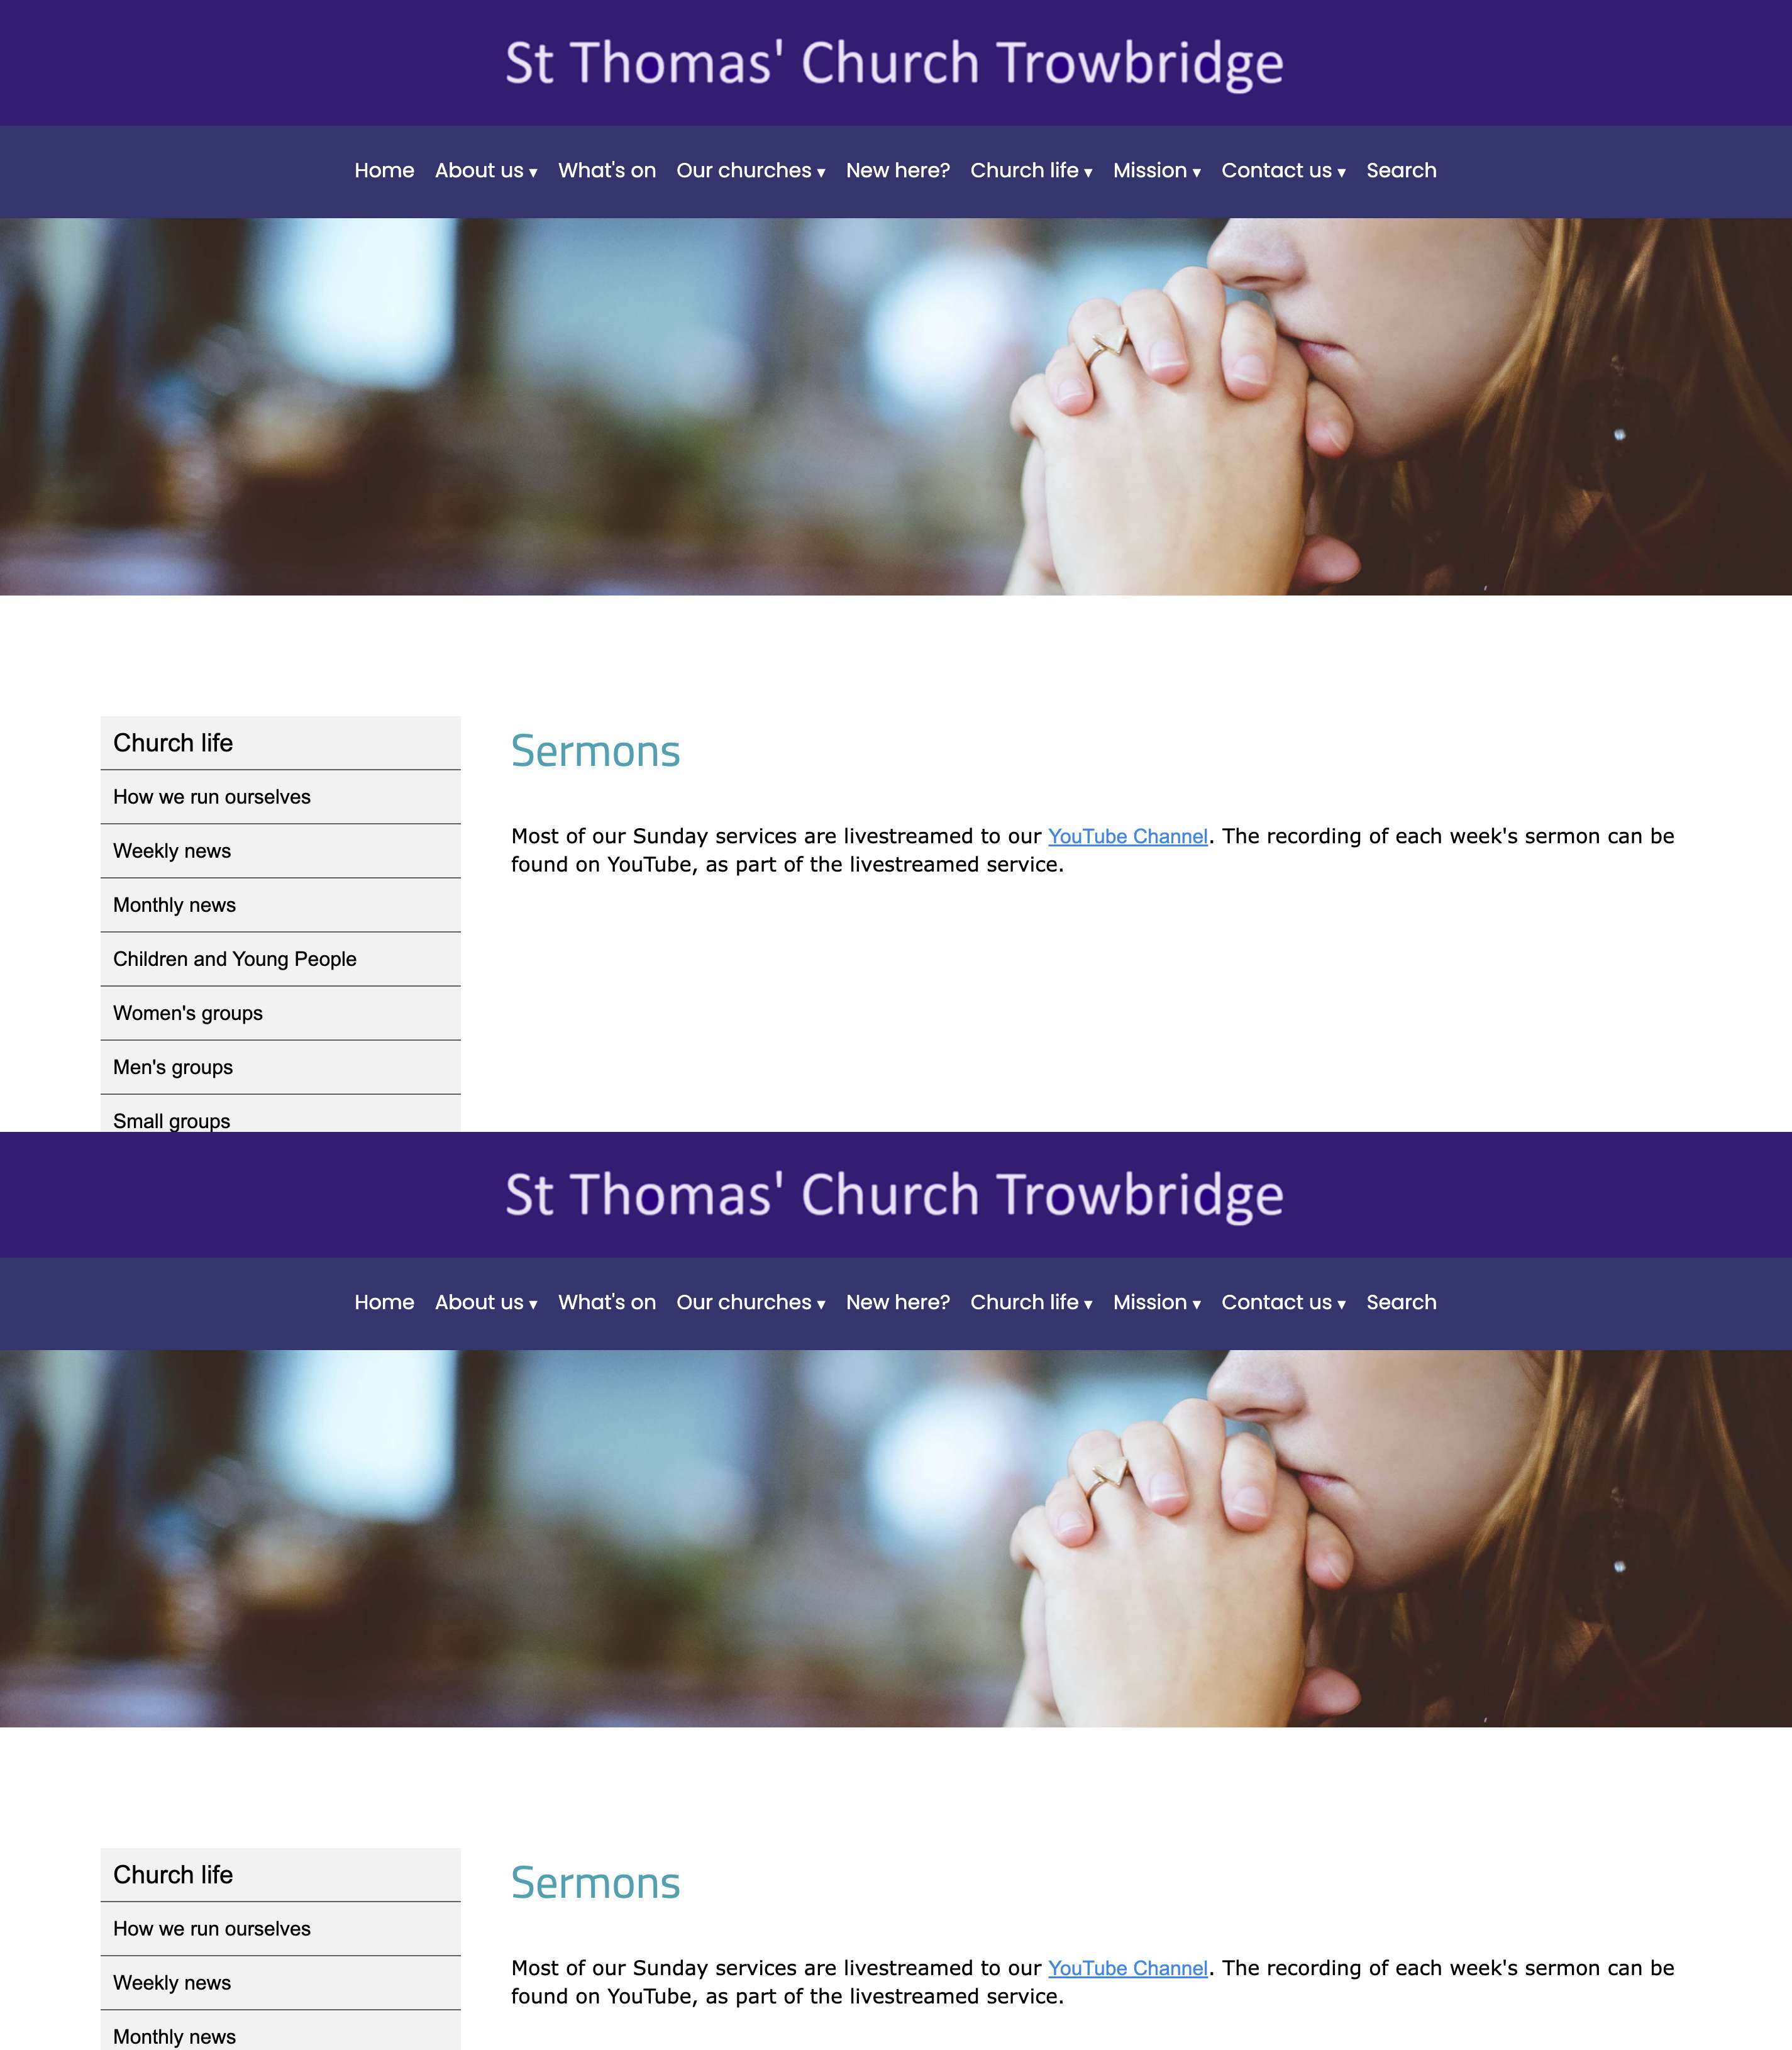 St Thomas' Church Trowbridge
Home About us ▾ What's on Our churches ▾ New here? Church life ▾ Mission ▾ Contact us ▾ Search
Church life
How we run ourselves
Weekly news
Monthly news
Children and Young People
Women's groups
Men's groups
Small groups
Sermons
Most of our Sunday services are livestreamed to our YouTube Channel. The recording of each week's sermon can be
found on YouTube, as part of the livestreamed service.
St Thomas' Church Trowbridge
Home About us ▾ What's on Our churches ▾ New here? Church life ▾ Mission ▾ Contact us ▾ Search
Church life
How we run ourselves
Weekly news
Monthly news
Sermons
Most of our Sunday services are livestreamed to our YouTube Channel. The recording of each week's sermon can be
found on YouTube, as part of the livestreamed service.